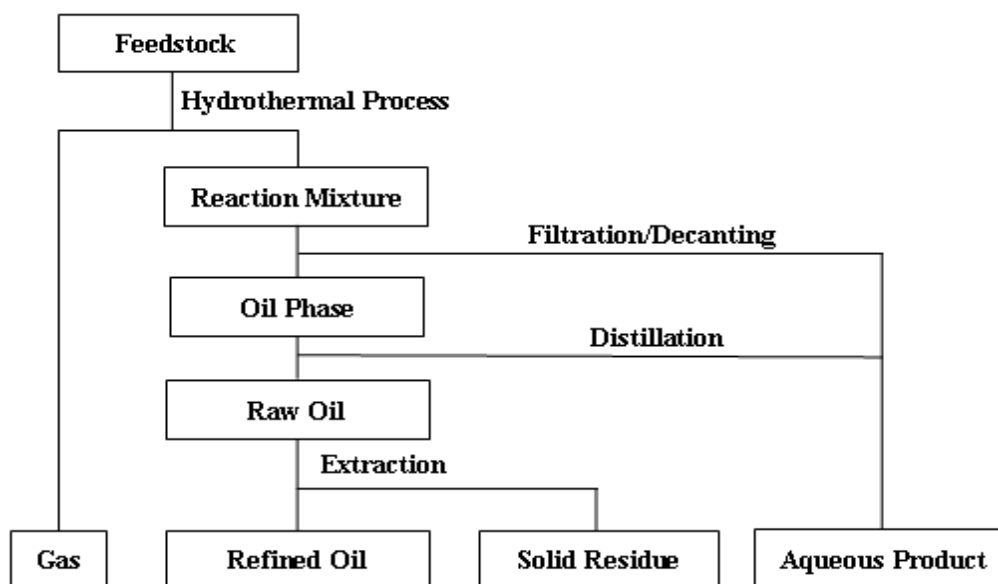 Feedstock
Hydrothermal Process
Reaction Mixture
Filtration/Decanting
Oil Phase
Distillation
Raw Oil
Extraction
Gas
Refined Oil
Solid Residue
Aqueous Product